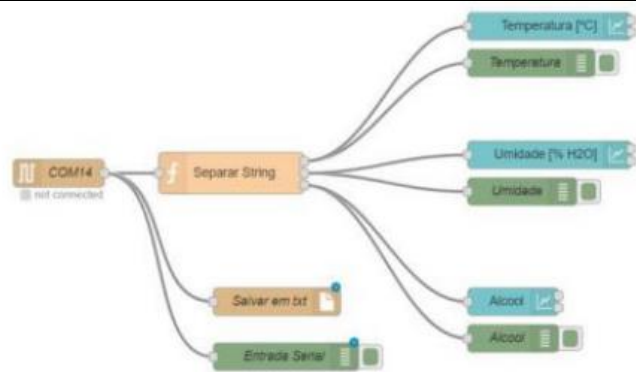 Temperatura [ºC]
Temperatura
COM14
Separar String
not connected
Umidade [% H2O]
Umidade
Salvar em txt
Alcool
Entrada Serial
Alcool